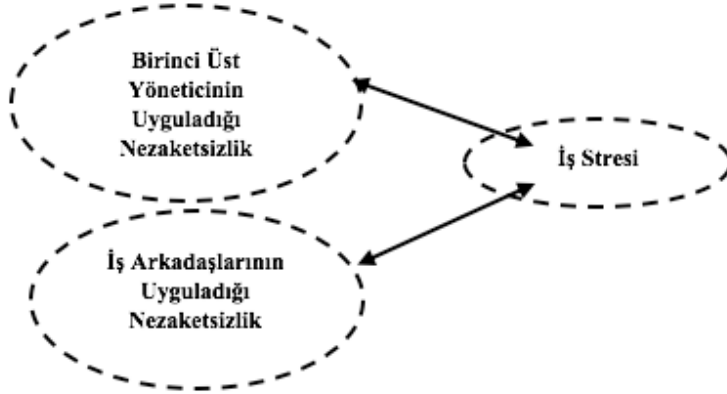 Birinci Üst
Yöneticinin
Uyguladığı
Nezaketsizlik
İş Stresi
İş Arkadaşlarının
Uyguladığı
Nezaketsizlik